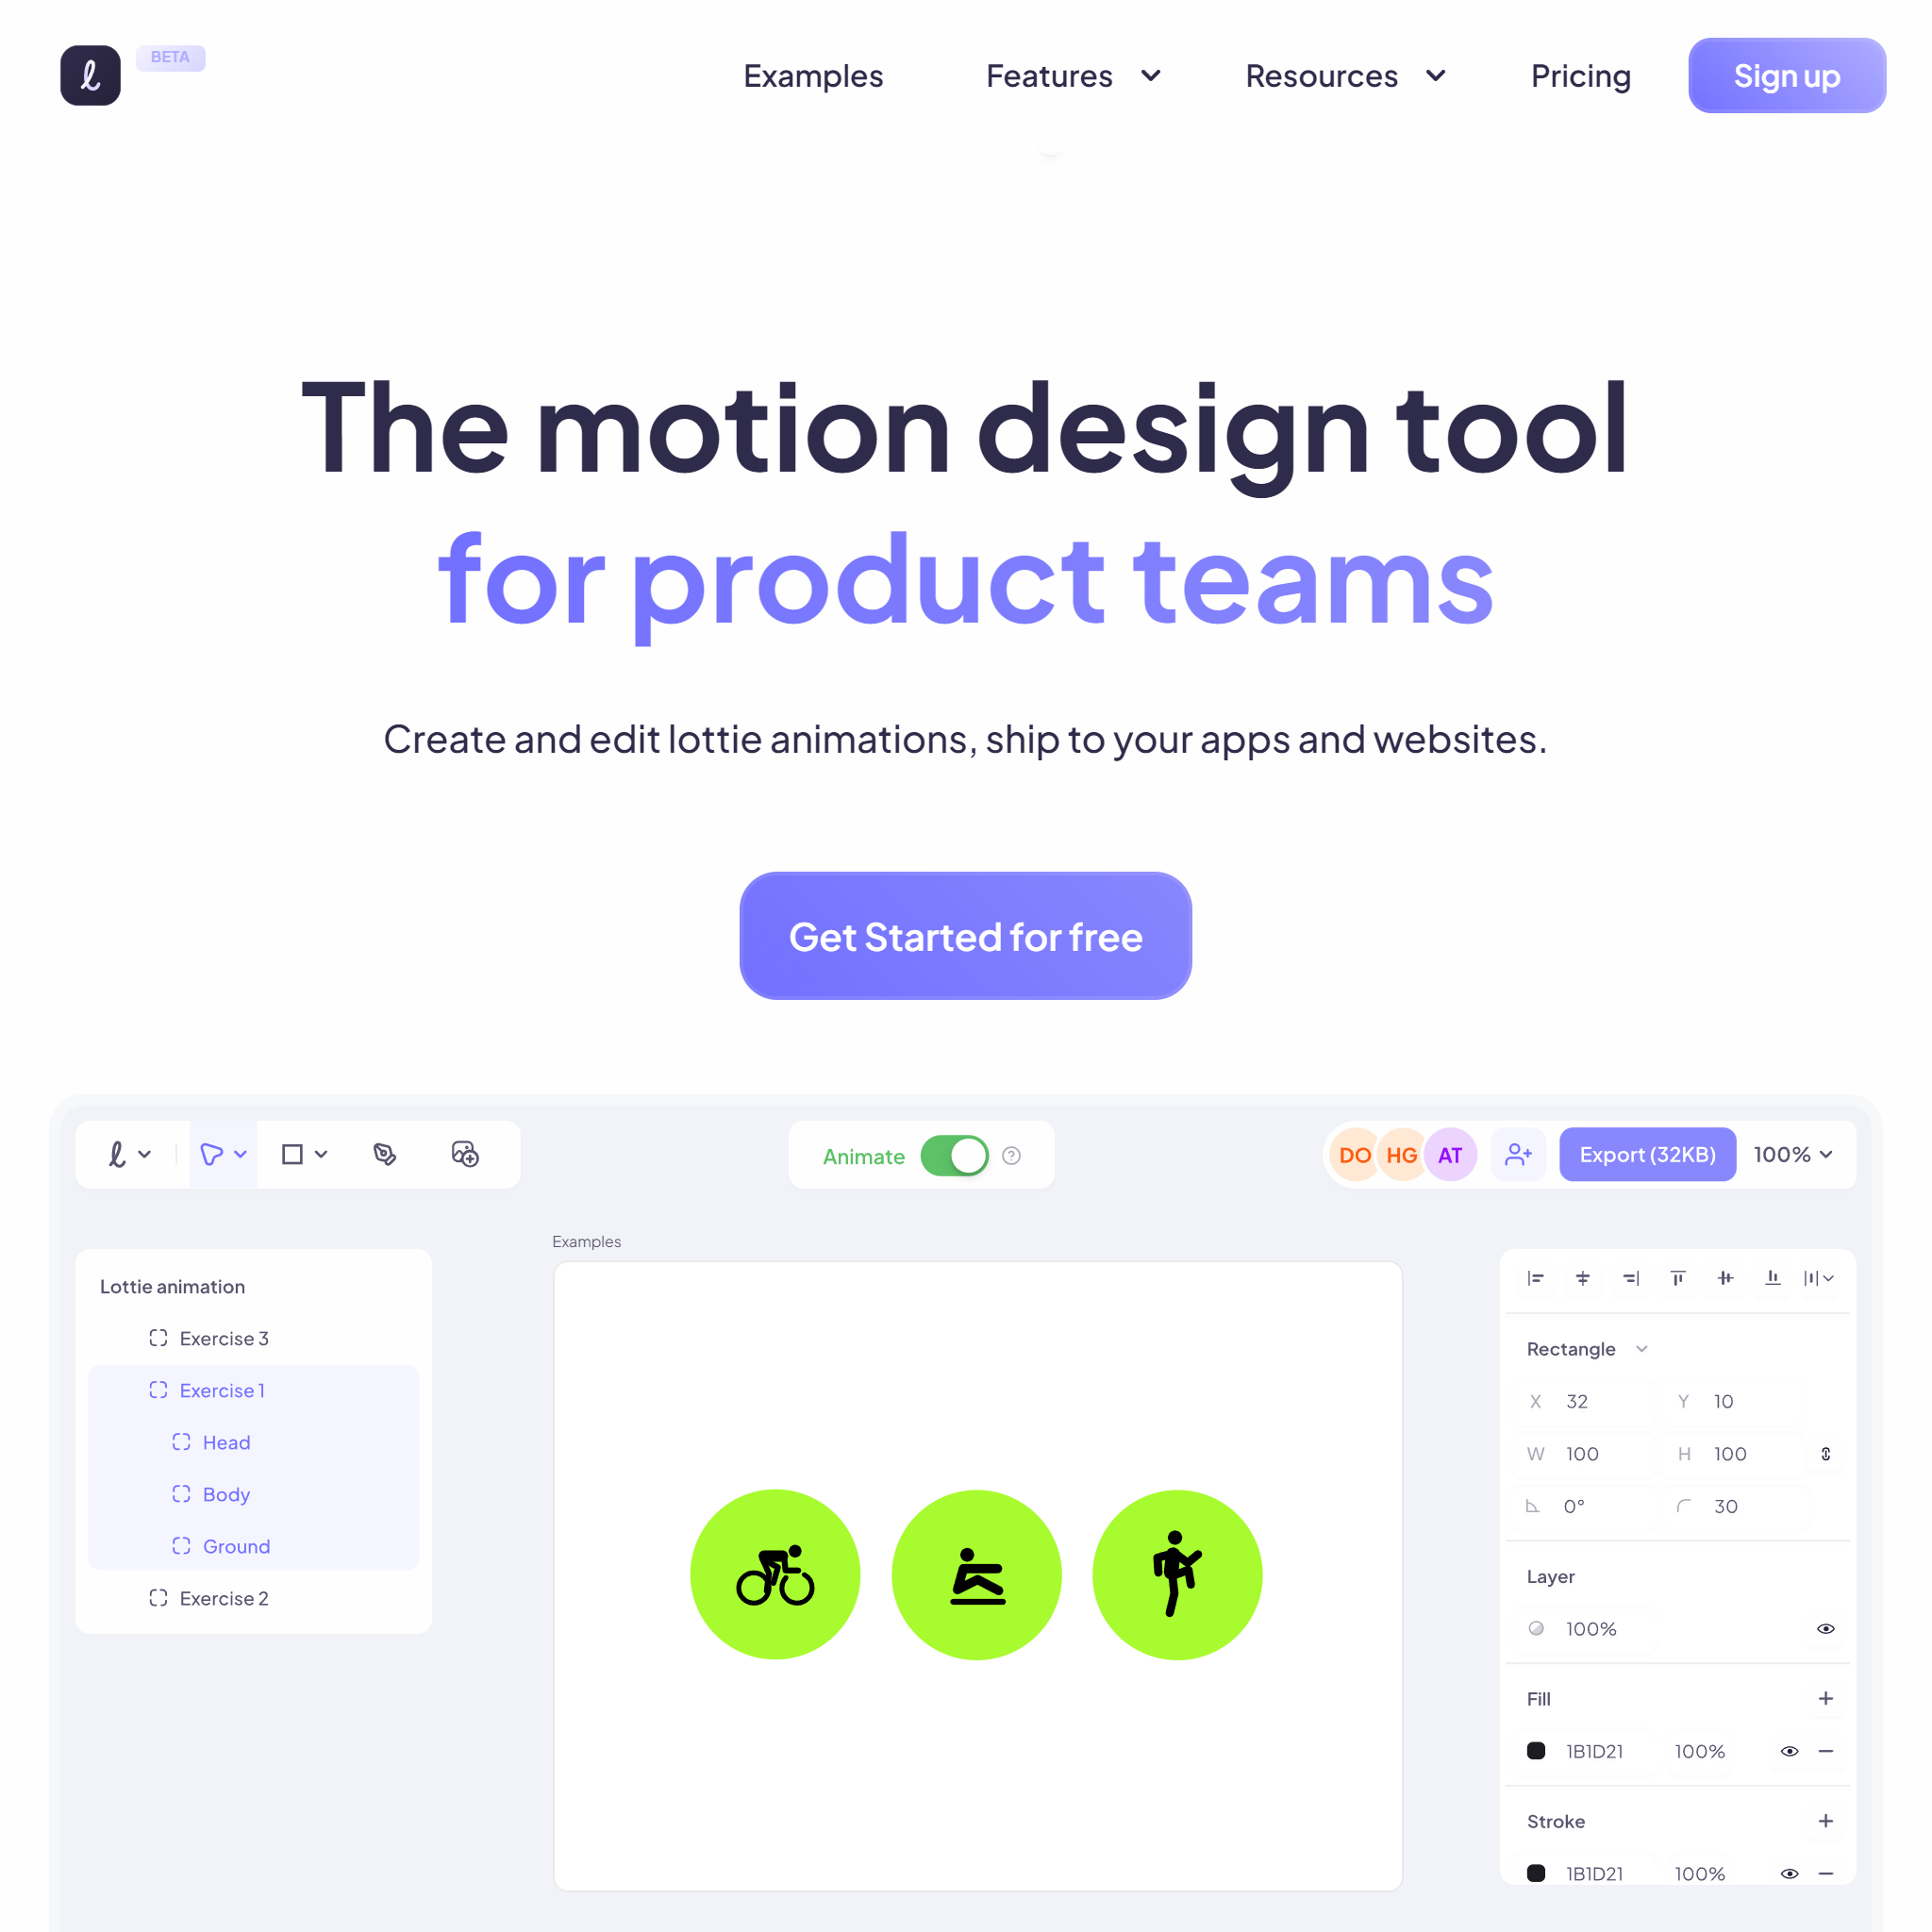 ℓ BETA Examples Features Resources Pricing Sign up
The motion design tool
for product teams
Create and edit lottie animations, ship to your apps and websites.
Get Started for free
ℓ Animate DO HG AT Export (32KB) 100%
Examples
Lottie animation
Exercise 3
Exercise 1
Head
Body
Ground
Exercise 2
Rectangle
X 32 Y 10
W 100 H 100
0° 30
Layer
100%
Fill
1B1D21 100%
Stroke
1B1D21 100%